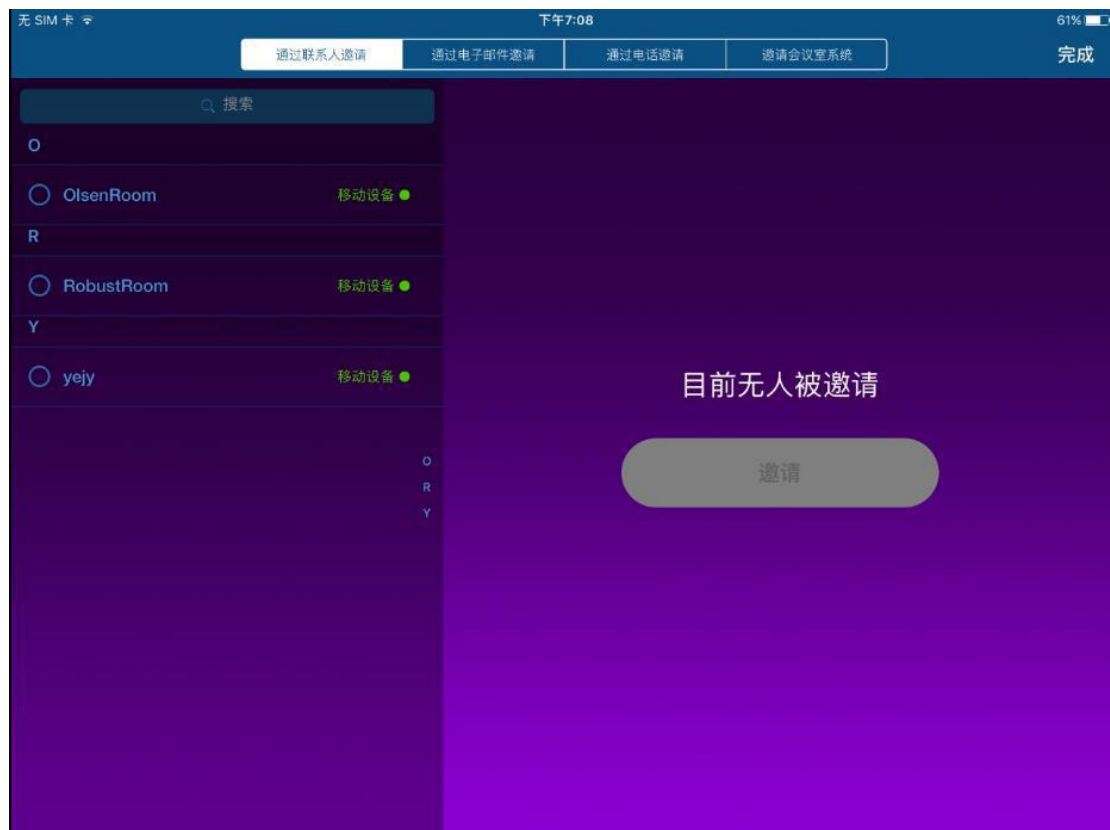 无 SIM 卡 下午7:08 61%
通过联系人邀请 通过电子邮件邀请 通过电话邀请 邀请会议室系统 完成
搜索
O
OlsenRoom 移动设备
R
RobustRoom 移动设备
Y
yejy 移动设备
目前无人被邀请
O
邀请
R
Y